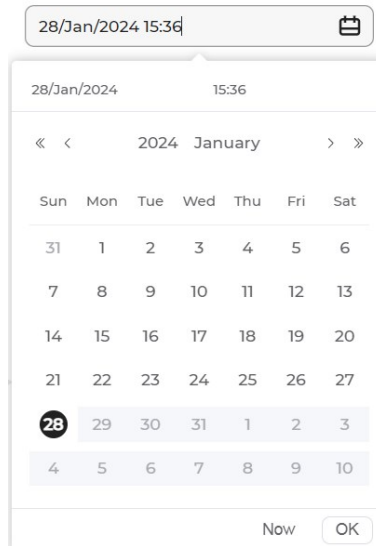 28/Jan/2024 15:36
28/Jan/2024 15:36
« < 2024 January > »
Sun Mon Tue Wed Thu Fri Sat
31 1 2 3 4 5 6
7 8 9 10 11 12 13
14 15 16 17 18 19 20
21 22 23 24 25 26 27
28 29 30 31 1 2 3
4 5 6 7 8 9 10
Now OK